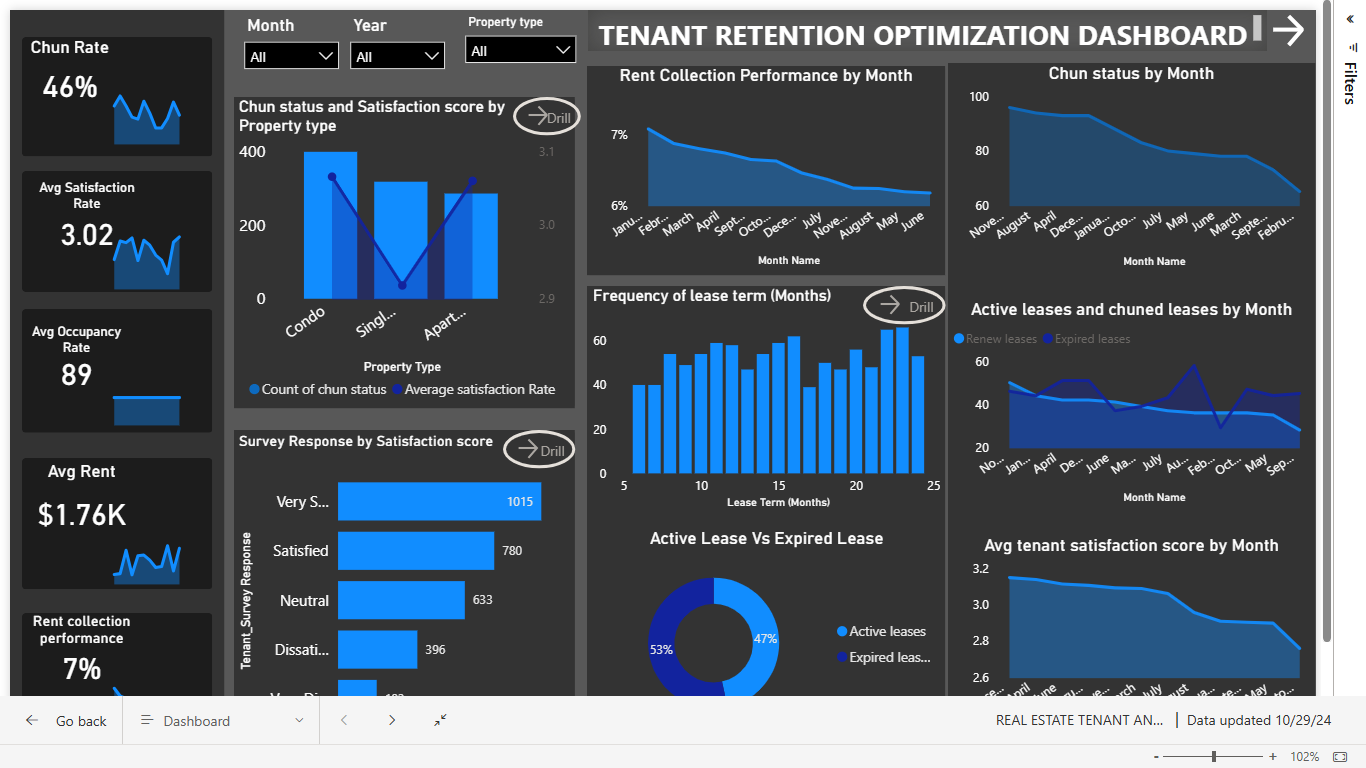 Chun Rate
46%
Avg Satisfaction
Rate
3.02
Avg Occupancy
Rate
89
Avg Rent
$1.76K
Rent collection
performance
7%
Month
All
Year
All
Property type
All
TENANT RETENTION OPTIMIZATION DASHBOARD
Chun status and Satisfaction score by
Property type
Drill
400
200
0
3.1
3.0
2.9
Condo
Singl...
Apart...
Property Type
Count of chun status
Average satisfaction Rate
Survey Response by Satisfaction score
Drill
Tenant_Survey Response
Very S...
1015
Satisfied
780
Neutral
633
Dissati...
396
Rent Collection Performance by Month
7%
6%
Janu...
Febr...
March
April
Sept...
Octo...
Dece...
July
Nove...
August
May
June
Month Name
Frequency of lease term (Months)
Drill
60
40
20
0
5
10
15
20
25
Lease Term (Months)
Active Lease Vs Expired Lease
47%
53%
Active leases
Expired leas...
Chun status by Month
100
80
60
Nove...
August
April
Dece...
Janua...
Octo...
July
May
June
March
Septe...
Febru...
Month Name
Active leases and chuned leases by Month
Renew leases
Expired leases
60
40
20
No...
Jan...
April
De...
June
Ma...
July
Au...
Feb...
Oct...
May
Sep...
Month Name
Avg tenant satisfaction score by Month
3.2
3.0
2.8
2.6
April
June
March
July
August
May
Filters
Go back
Dashboard
REAL ESTATE TENANT AN...
Data updated 10/29/24
-
+
102%